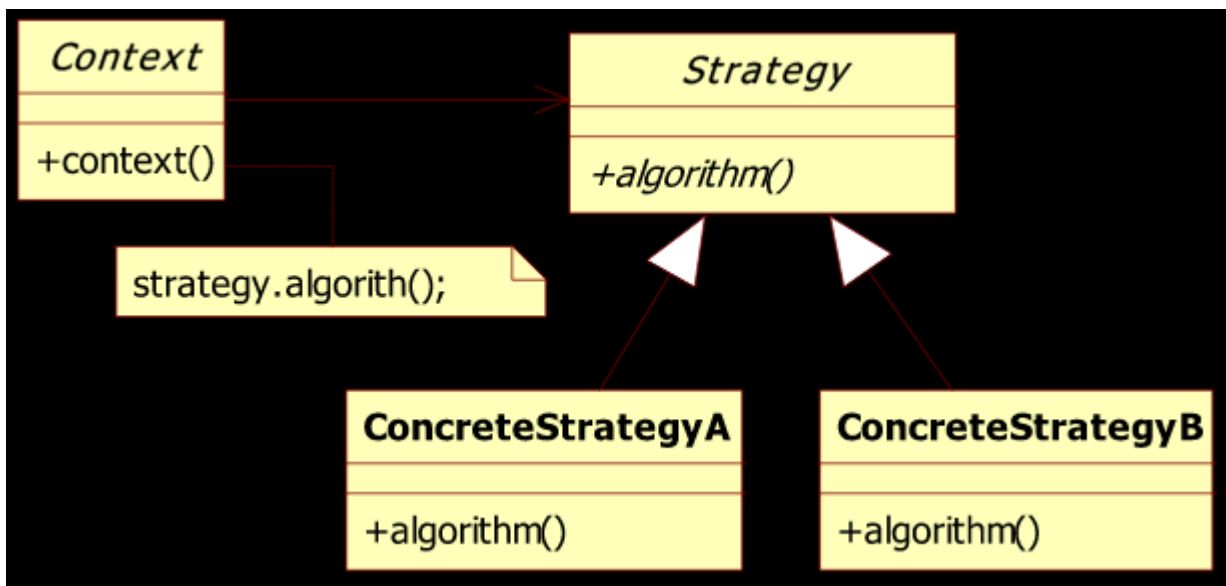 Context
+context()
strategy.algorith();
Strategy
+algorithm()
ConcreteStrategyA
+algorithm()
ConcreteStrategyB
+algorithm()